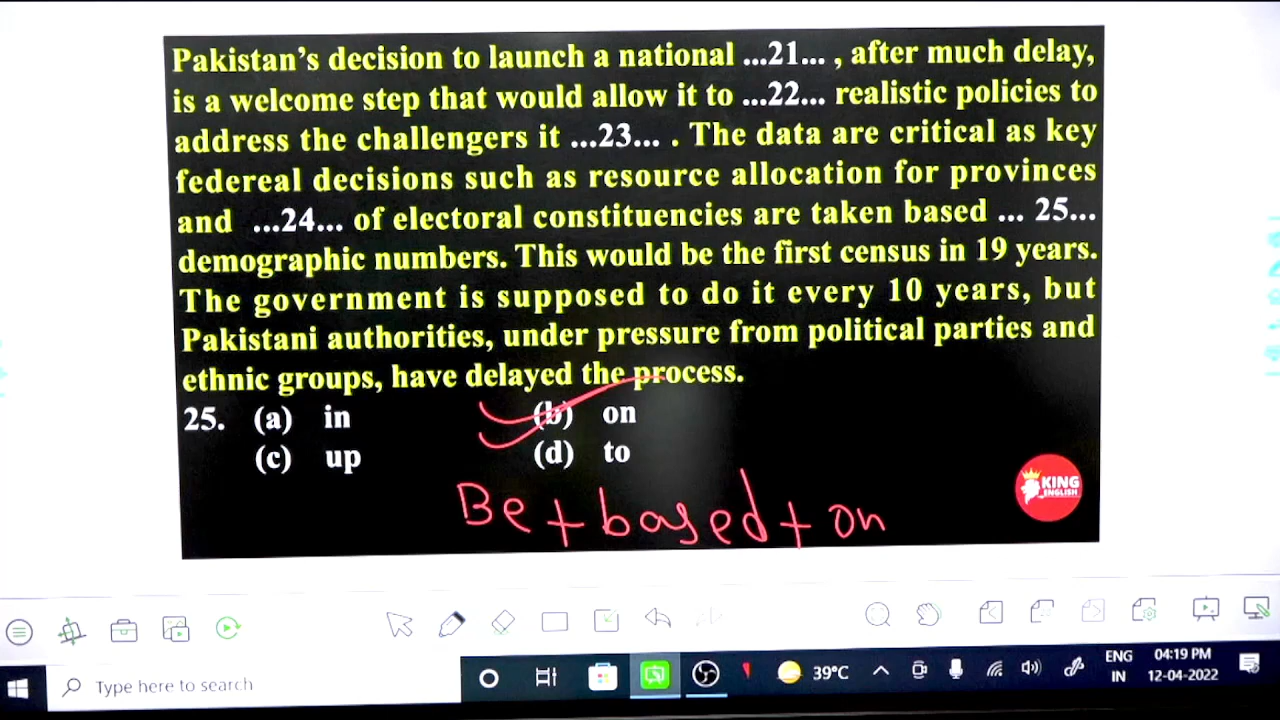 Pakistan's decision to launch a national ...21... , after much delay,
is a welcome step that would allow it to ...22... realistic policies to
address the challengers it ...23... . The data are critical as key
federeal decisions such as resource allocation for provinces
and ...24... of electoral constituencies are taken based ... 25...
demographic numbers. This would be the first census in 19 years.
The government is supposed to do it every 10 years, but
Pakistani authorities, under pressure from political parties and
ethnic groups, have delayed the process.
25. (a) in (b) on
(c) up (d) to
KING
ENGLISH
Be + based + on
Type here to search
39°C
ENG
IN
04:19 PM
12-04-2022